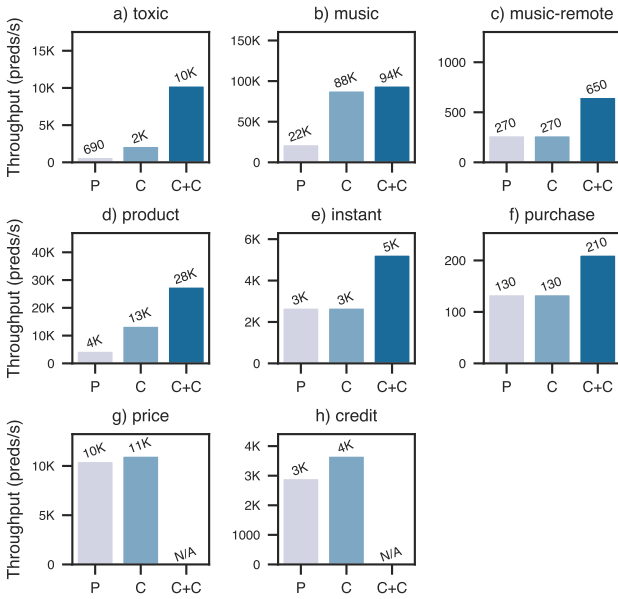 a) toxic
Throughput (preds/s)
15K
10K
5K
0
690
2K
10K
P C C+C
b) music
150K
100K
50K
0
22K
88K
94K
P C C+C
c) music-remote
1000
500
0
270
270
650
P C C+C
d) product
Throughput (preds/s)
40K
30K
20K
10K
0
4K
13K
28K
P C C+C
e) instant
6K
4K
2K
0
3K
3K
5K
P C C+C
f) purchase
200
100
0
130
130
210
P C C+C
g) price
Throughput (preds/s)
10K
5K
0
10K
11K
N/A
P C C+C
h) credit
4K
3K
2K
1000
0
3K
4K
N/A
P C C+C